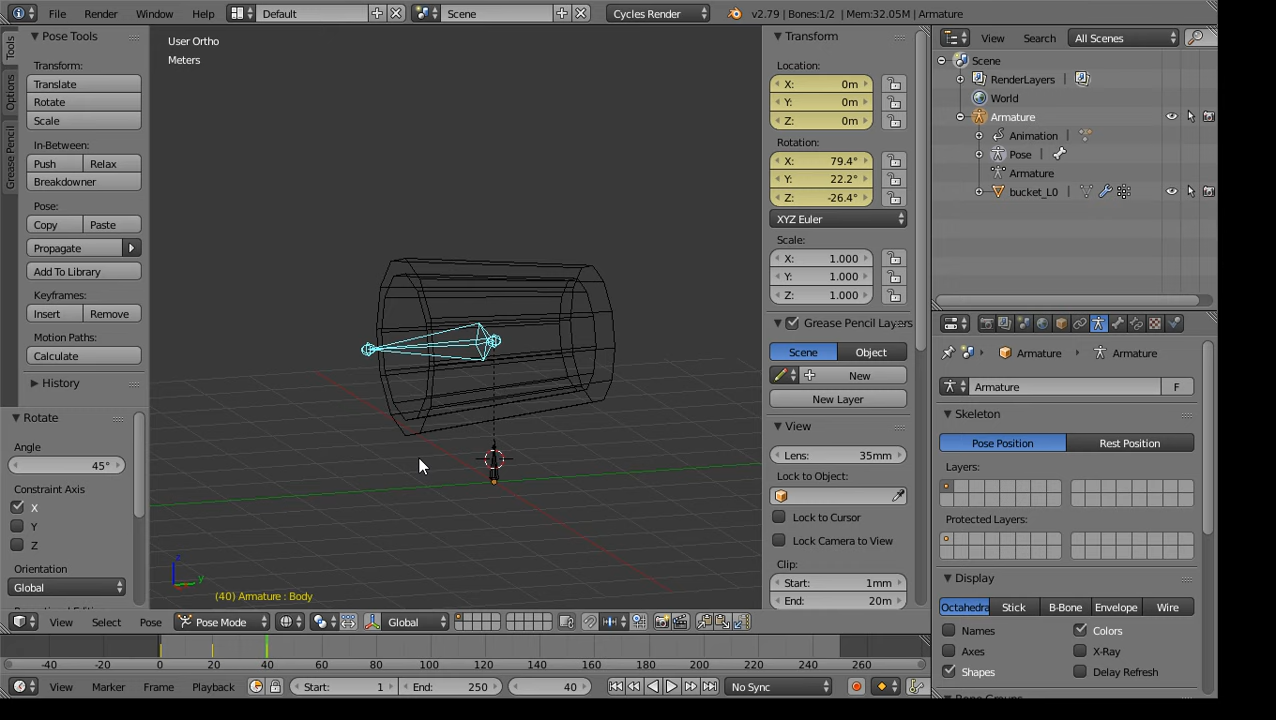 File Render Window Help Default Scene Cycles Render v2.79 | Bones:1/2 | Mem:32.05M | Armature
Tools
Options
Grease Pencil
Pose Tools
Transform:
Translate
Rotate
Scale
In-Between:
Push Relax
Breakdowner
Pose:
Copy Paste
Propagate
Add To Library
Keyframes:
Insert Remove
Motion Paths:
Calculate
History
Rotate
Angle
45°
Constraint Axis
X
Y
Z
Orientation
Global
User Ortho
Meters
z
y
(40) Armature : Body
Transform
Location:
X: 0m
Y: 0m
Z: 0m
Rotation:
X: 79.4°
Y: 22.2°
Z: -26.4°
XYZ Euler
Scale:
X: 1.000
Y: 1.000
Z: 1.000
Grease Pencil Layers
Scene Object
New
New Layer
View
Lens: 35mm
Lock to Object:
Lock to Cursor
Lock Camera to View
Clip:
Start: 1mm
End: 20m
View Search All Scenes
Scene
RenderLayers
World
Armature
Animation
Pose
Armature
bucket_L0
Armature Armature
Armature F
Skeleton
Pose Position Rest Position
Layers:
Protected Layers:
Display
Octahedra Stick B-Bone Envelope Wire
Names Colors
Axes X-Ray
Shapes Delay Refresh
View Select Pose Pose Mode Global
-40 -20 0 20 40 60 80 100 120 140 160 180 200 220 240 260
View Marker Frame Playback Start: 1 End: 250 40 No Sync